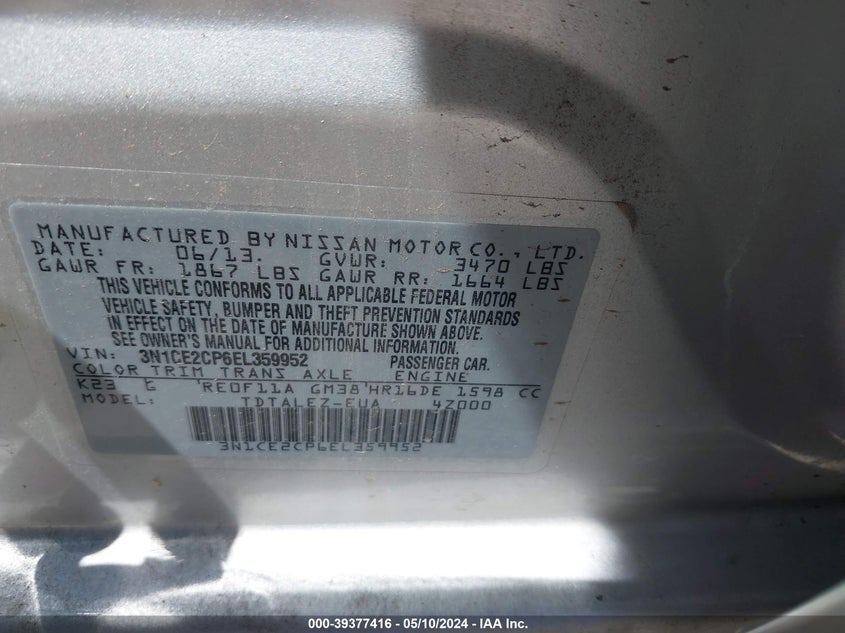 MANUFACTURED BY NISSAN MOTOR CO., LTD.
DATE: 06/13. GVWR: 3470 LBS
GAWR FR: 1867 LBS GAWR RR: 1664 LBS
THIS VEHICLE CONFORMS TO ALL APPLICABLE FEDERAL MOTOR
VEHICLE SAFETY, BUMPER AND THEFT PREVENTION STANDARDS
IN EFFECT ON THE DATE OF MANUFACTURE SHOWN ABOVE.
SEE OWNER'S MANUAL FOR ADDITIONAL INFORMATION.
VIN: 3N1CE2CP6EL359952 PASSENGER CAR.
COLOR TRIM TRANS AXLE ENGINE
K23 RE0F11A GM38 HR16DE 1598 CC
MODEL: TDTALEZ-EUA 4Z000
3N1CE2CP6EL359952
000-39377416 - 05/10/2024 - IAA Inc.